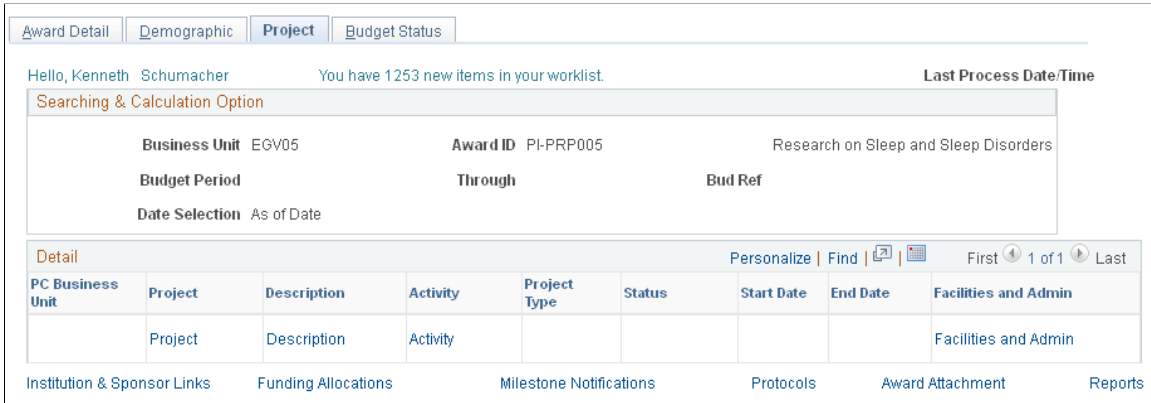 Award Detail Demographic Project Budget Status
Hello, Kenneth Schumacher You have 1253 new items in your worklist. Last Process Date/Time
Searching & Calculation Option
Business Unit EGV05 Award ID PI-PRP005 Research on Sleep and Sleep Disorders
Budget Period Through Bud Ref
Date Selection As of Date
Detail Personalize | Find | | First 1 of 1 Last
PC Business Unit Project Description Activity Project Type Status Start Date End Date Facilities and Admin
Project Description Activity Facilities and Admin
Institution & Sponsor Links Funding Allocations Milestone Notifications Protocols Award Attachment Reports